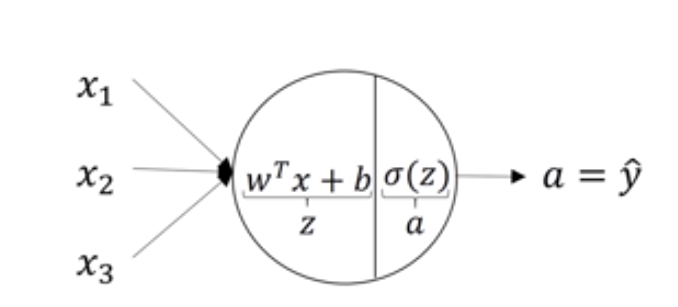 x₁
x₂
x₃
wᵀx + b
z
σ(z)
a
a = ŷ